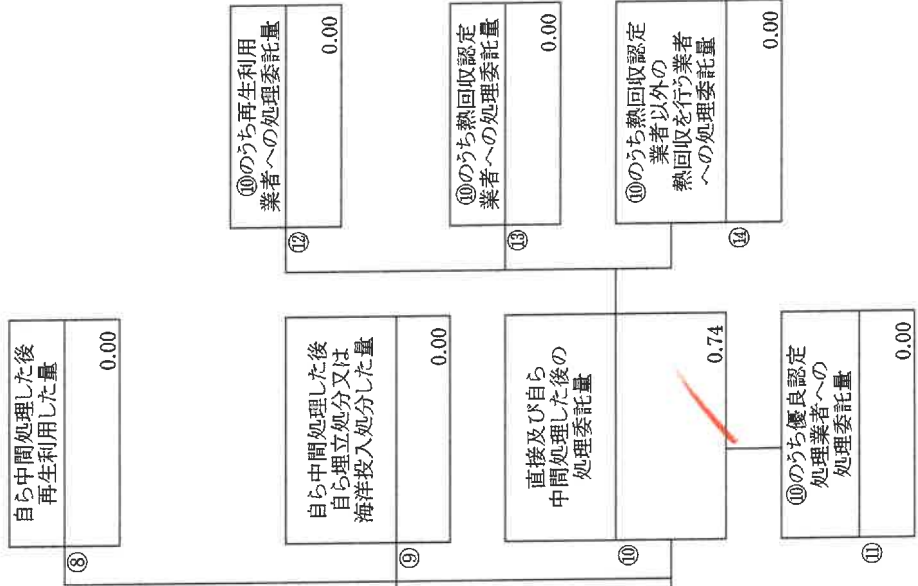 ⑧
自ら中間処理した後
再生利用した量
0.00
⑨
自ら中間処理した後
自ら埋立処分又は
海洋投入処分した量
0.00
⑩
直接及び自ら
中間処理した後の
処理委託量
0.74
⑪
⑩のうち優良認定
処理業者への
処理委託量
0.00
⑫
⑩のうち再生利用
業者への処理委託量
0.00
⑬
⑩のうち熱回収認定
業者への処理委託量
0.00
⑭
⑩のうち熱回収認定
業者以外の
熱回収を行う業者
への処理委託量
0.00